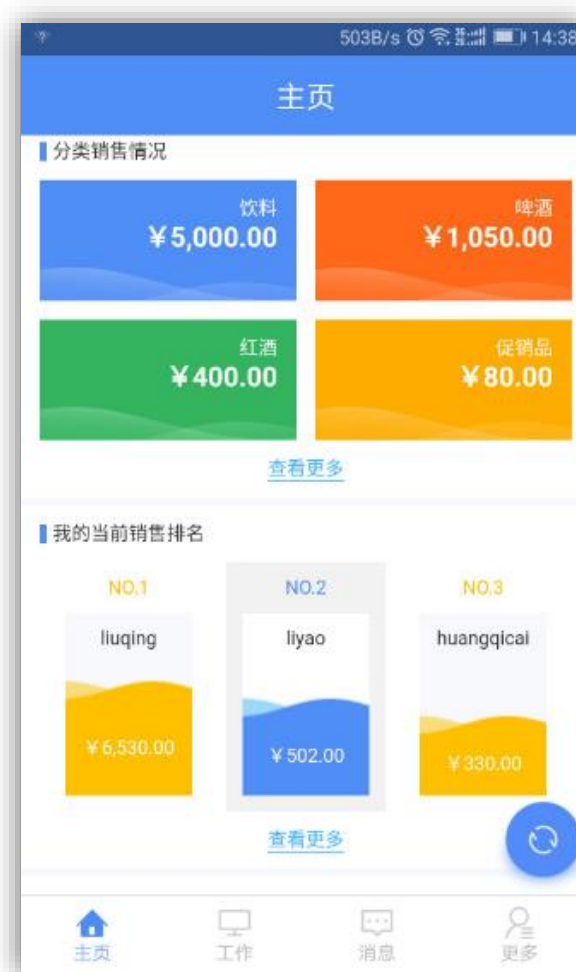 503B/s 14:38
主页
分类销售情况
饮料 啤酒
¥5,000.00 ¥1,050.00
红酒 促销品
¥400.00 ¥80.00
查看更多
我的当前销售排名
NO.1 NO.2 NO.3
liuqing liyao huangqicai
¥6,530.00 ¥502.00 ¥330.00
查看更多
主页 工作 消息 更多